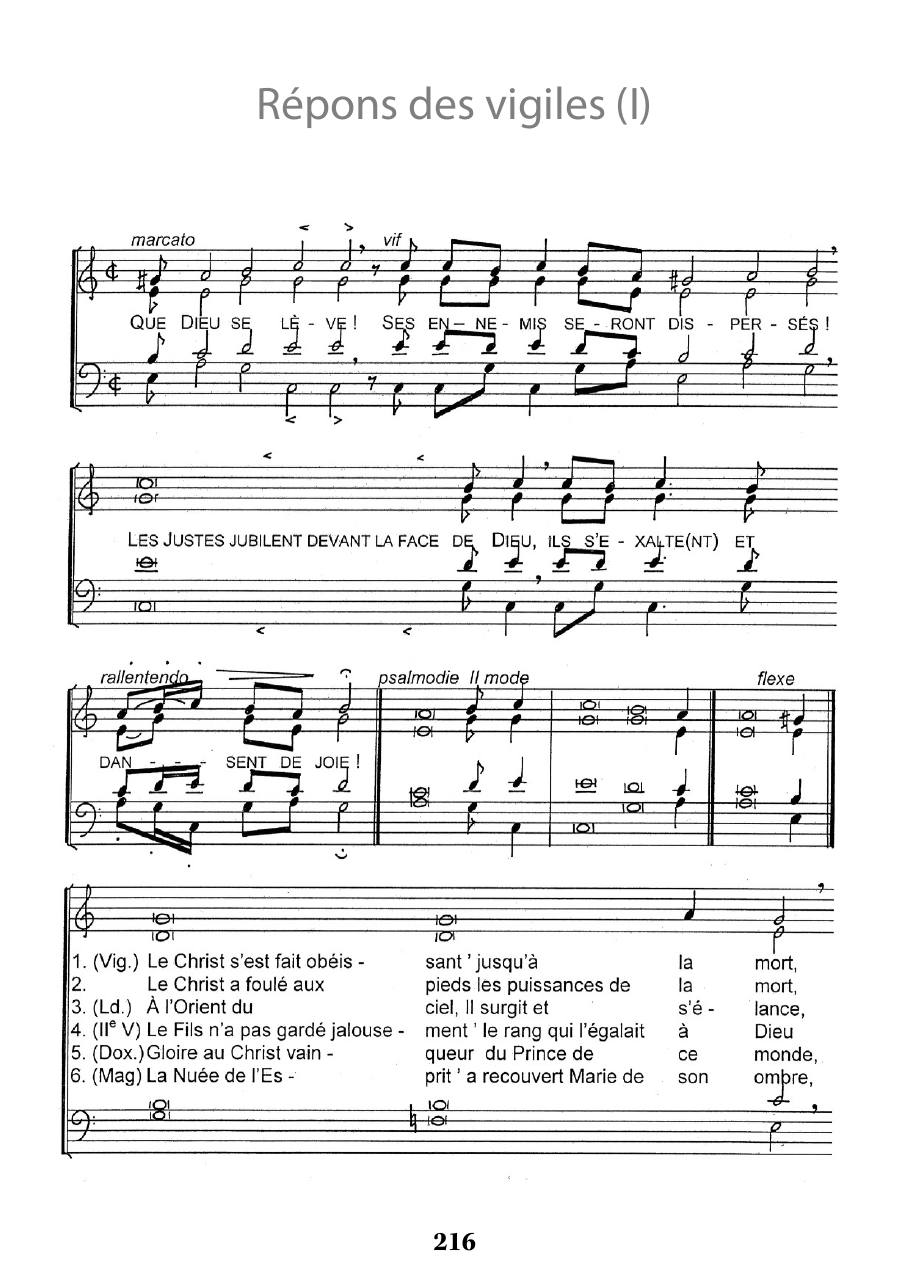 Répons des vigiles (I)
marcato vif
QUE DIEU SE LÈ - VE ! SES EN - NE - MIS SE - RONT DIS - PER - SÉS !
LES JUSTES JUBILENT DEVANT LA FACE DE DIEU, ILS S'E - XALTE(NT) ET
rallentendo psalmodie II mode flexe
DAN - - - SENT DE JOIE !
1. (Vig.) Le Christ s'est fait obéis - sant ' jusqu'à la mort,
2. Le Christ a foulé aux pieds les puissances de la mort,
3. (Ld.) À l'Orient du ciel, Il surgit et s'é - lance,
4. (IIe V) Le Fils n'a pas gardé jalouse - ment ' le rang qui l'égalait à Dieu
5. (Dox.) Gloire au Christ vain - queur du Prince de ce monde,
6. (Mag) La Nuée de l'Es - prit ' a recouvert Marie de son ombre,
216